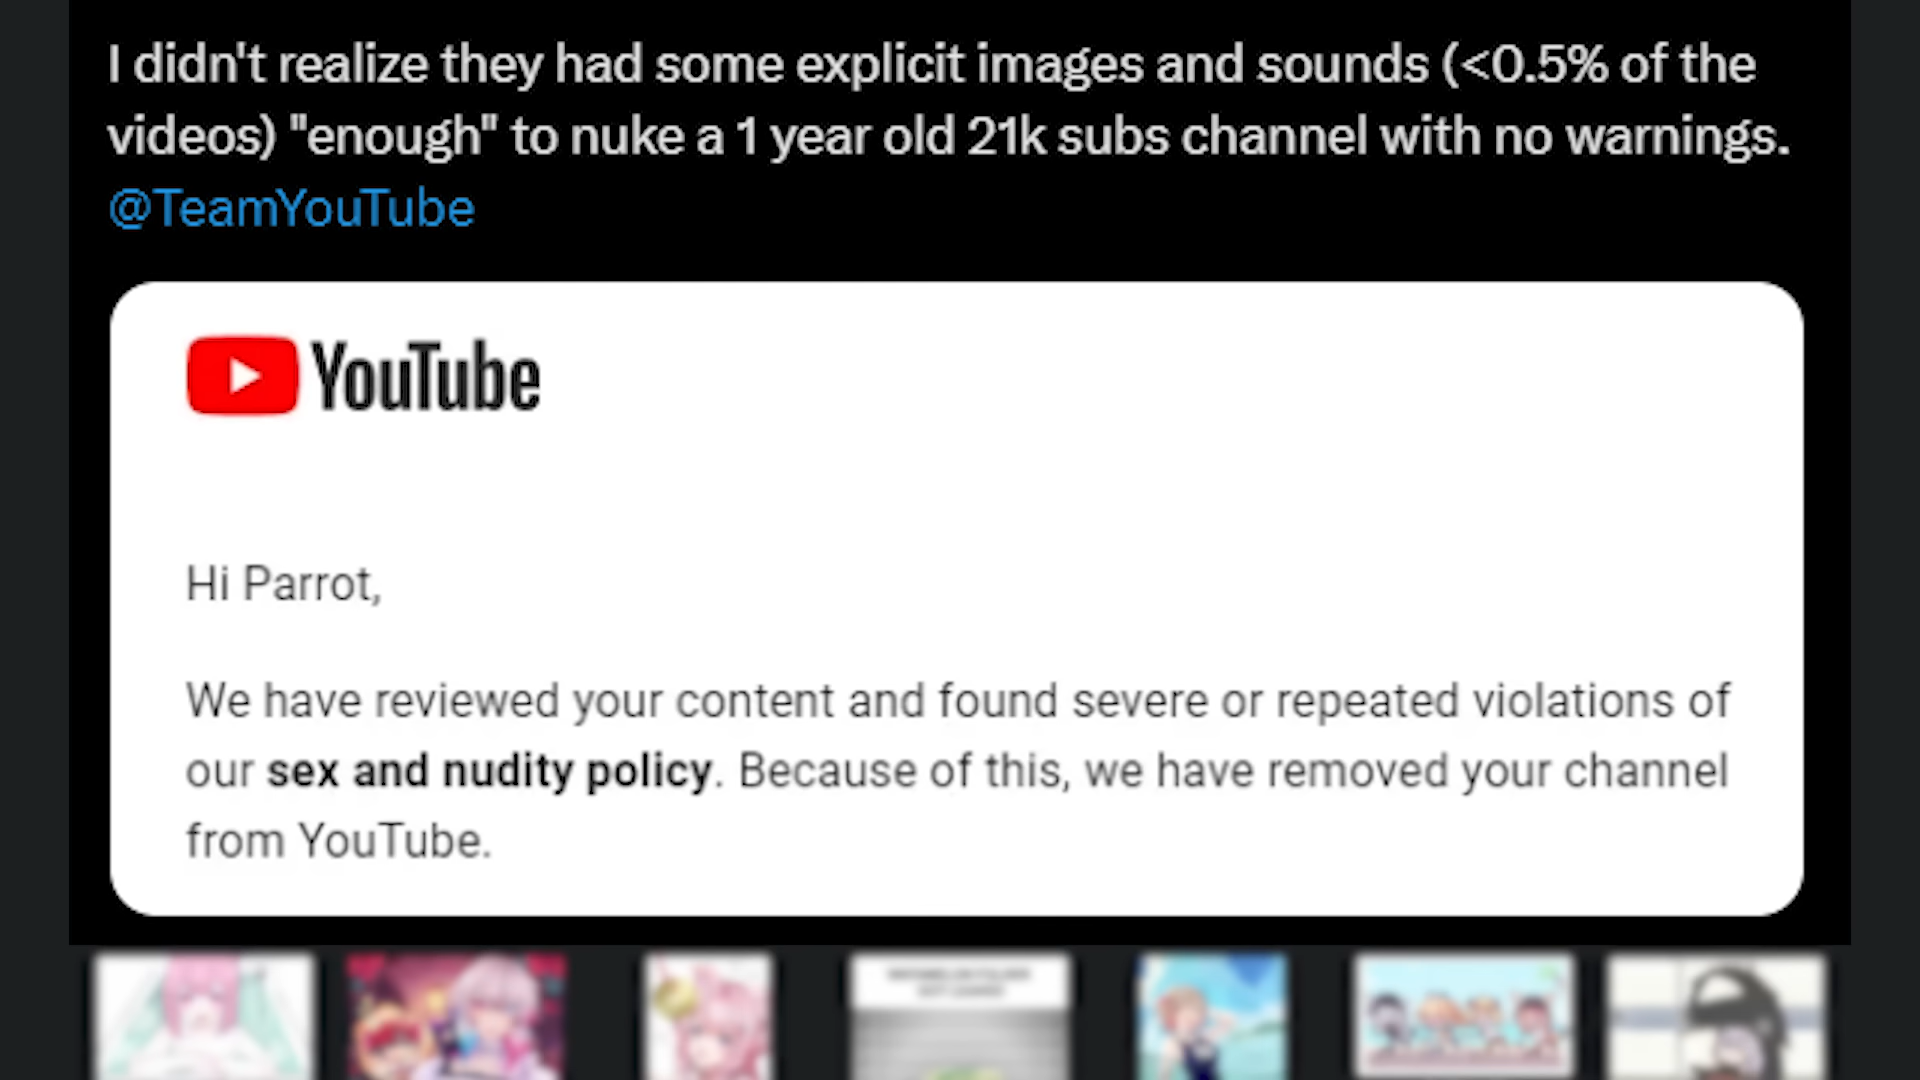 I didn't realize they had some explicit images and sounds (<0.5% of the
videos) "enough" to nuke a 1 year old 21k subs channel with no warnings.
@TeamYouTube
YouTube
Hi Parrot,
We have reviewed your content and found severe or repeated violations of
our sex and nudity policy. Because of this, we have removed your channel
from YouTube.